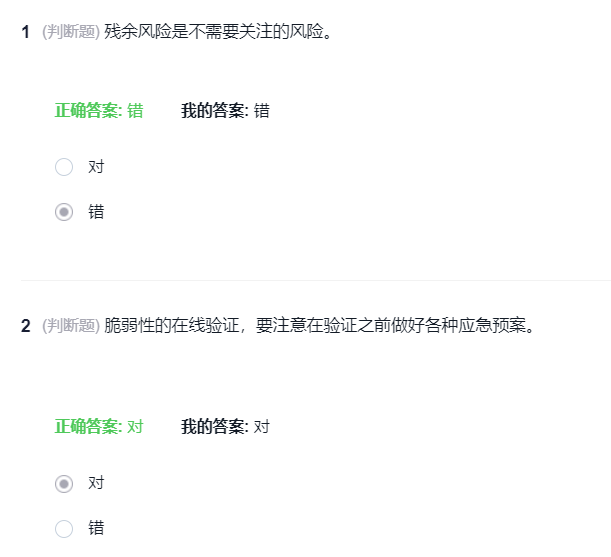 1 (判断题) 残余风险是不需要关注的风险。
正确答案: 错 我的答案: 错
对
错
2 (判断题) 脆弱性的在线验证，要注意在验证之前做好各种应急预案。
正确答案: 对 我的答案: 对
对
错